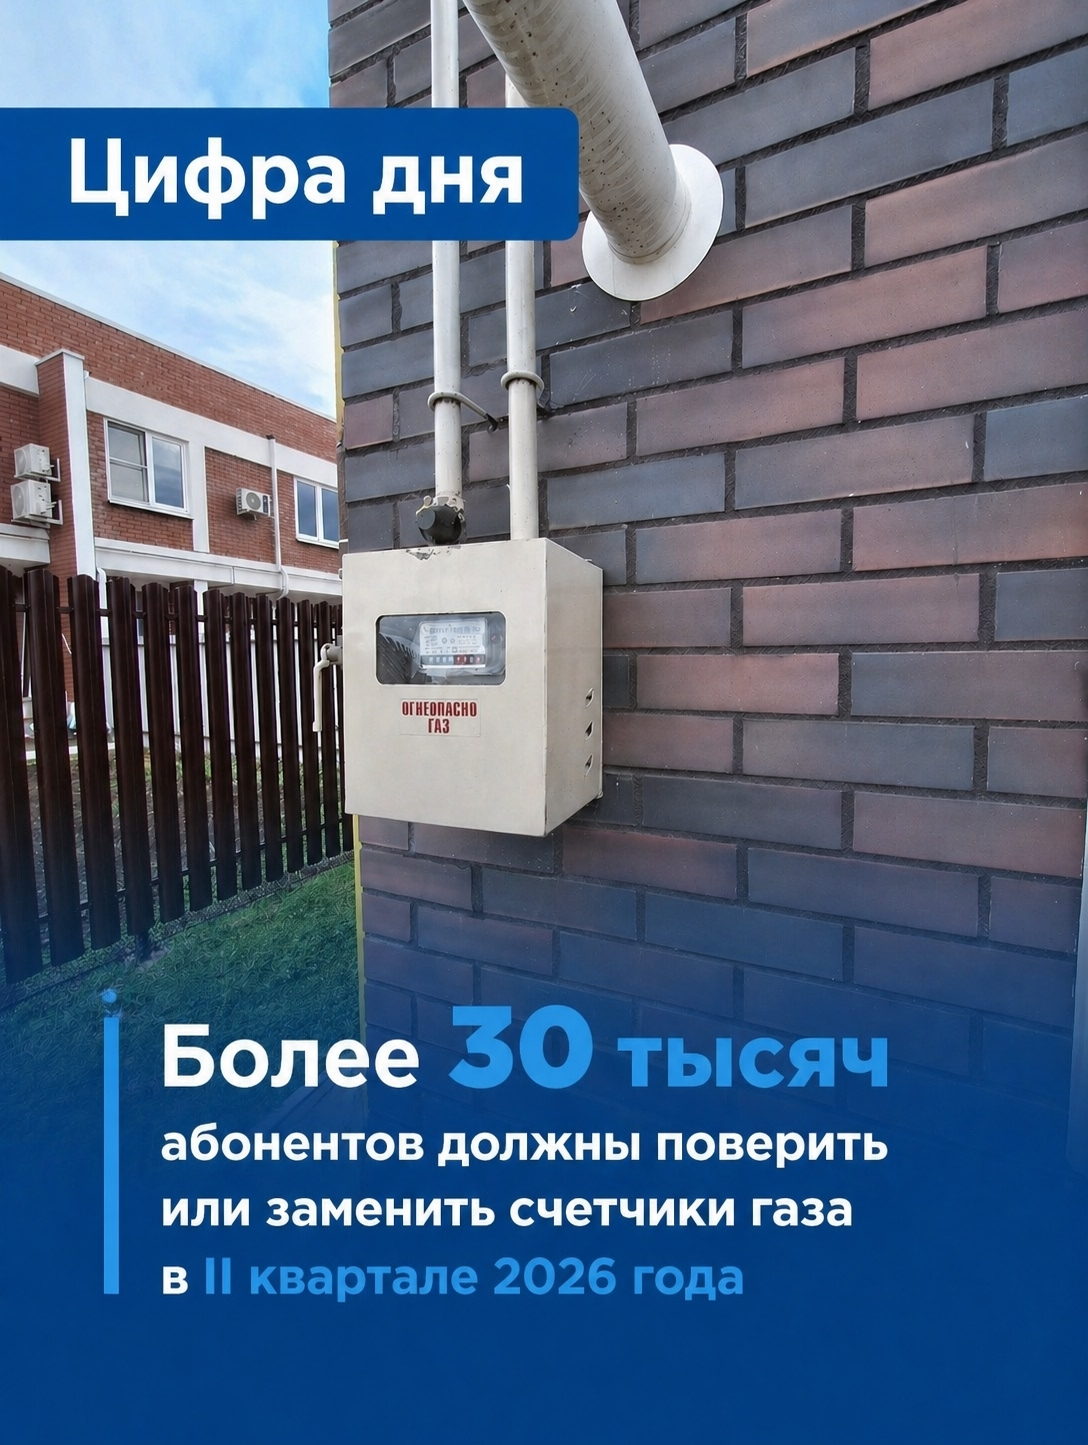 Цифра дня
ОГНЕОПАСНО
ГАЗ
Более 30 тысяч
абонентов должны поверить
или заменить счетчики газа
в II квартале 2026 года